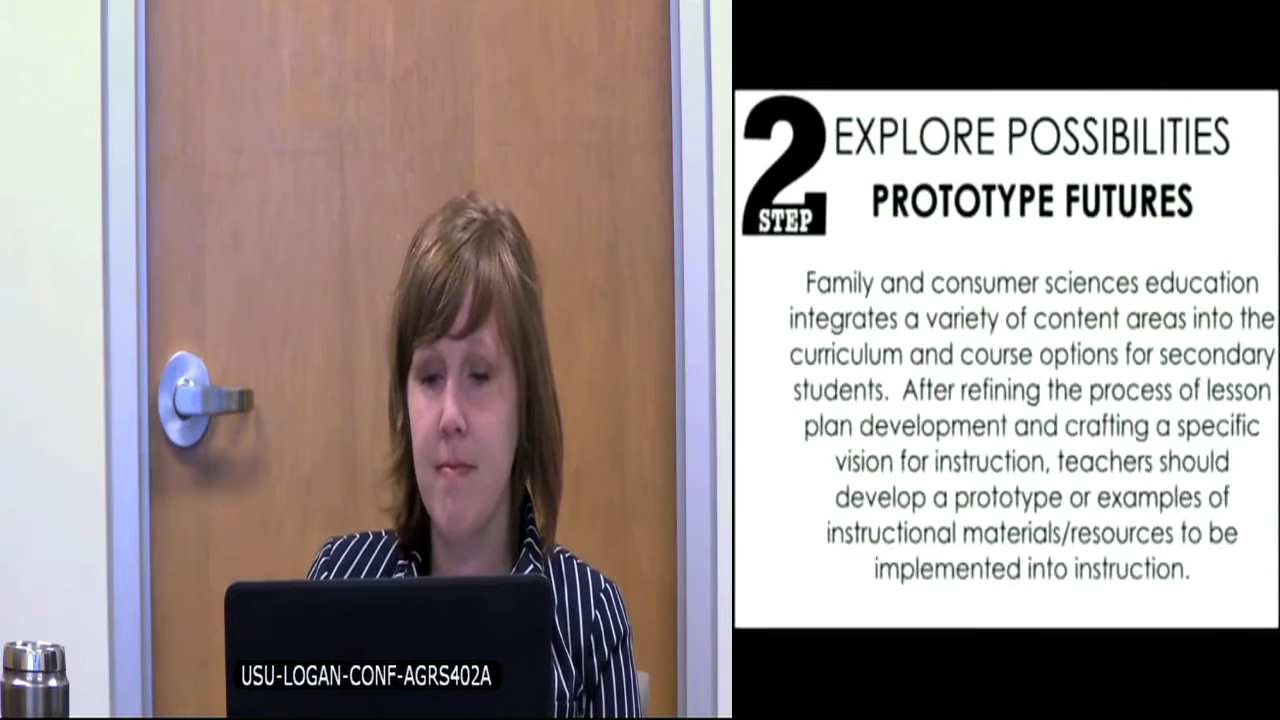 USU-LOGAN-CONF-AGRS402A
2
STEP
EXPLORE POSSIBILITIES
PROTOTYPE FUTURES
Family and consumer sciences education
integrates a variety of content areas into the
curriculum and course options for secondary
students. After refining the process of lesson
plan development and crafting a specific
vision for instruction, teachers should
develop a prototype or examples of
instructional materials/resources to be
implemented into instruction.